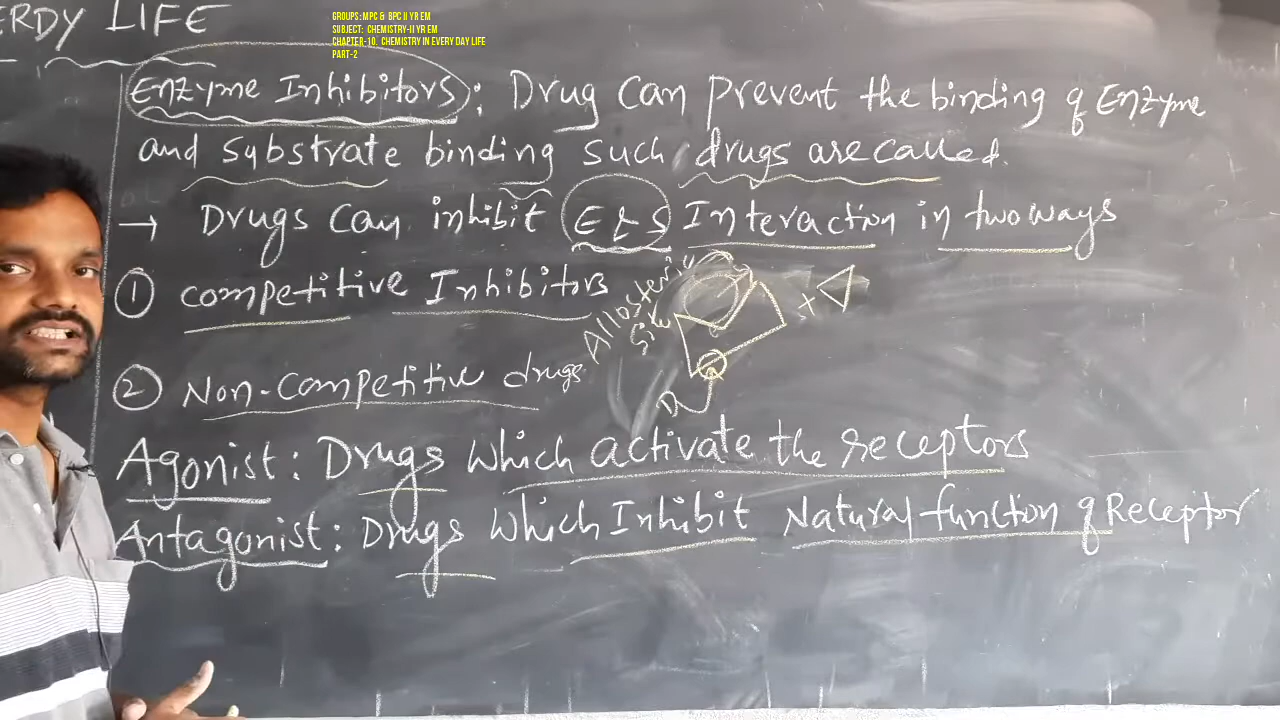 ERDY LIFE
GROUPS: MPC & BPC II YR EM
SUBJECT: CHEMISTRY-II YR EM
CHAPTER-10. CHEMISTRY IN EVERY DAY LIFE
PART-2
Enzyme Inhibitors: Drug can prevent the binding of Enzyme
and substrate binding such drugs are called.
→ Drugs can inhibit E & S Interaction in two ways
① competitive Inhibitors
Allosteric
Site
+
② Non-competitive drugs
D
Agonist: Drugs which activate the receptors
Antagonist: Drugs which Inhibit Natural function of Receptor